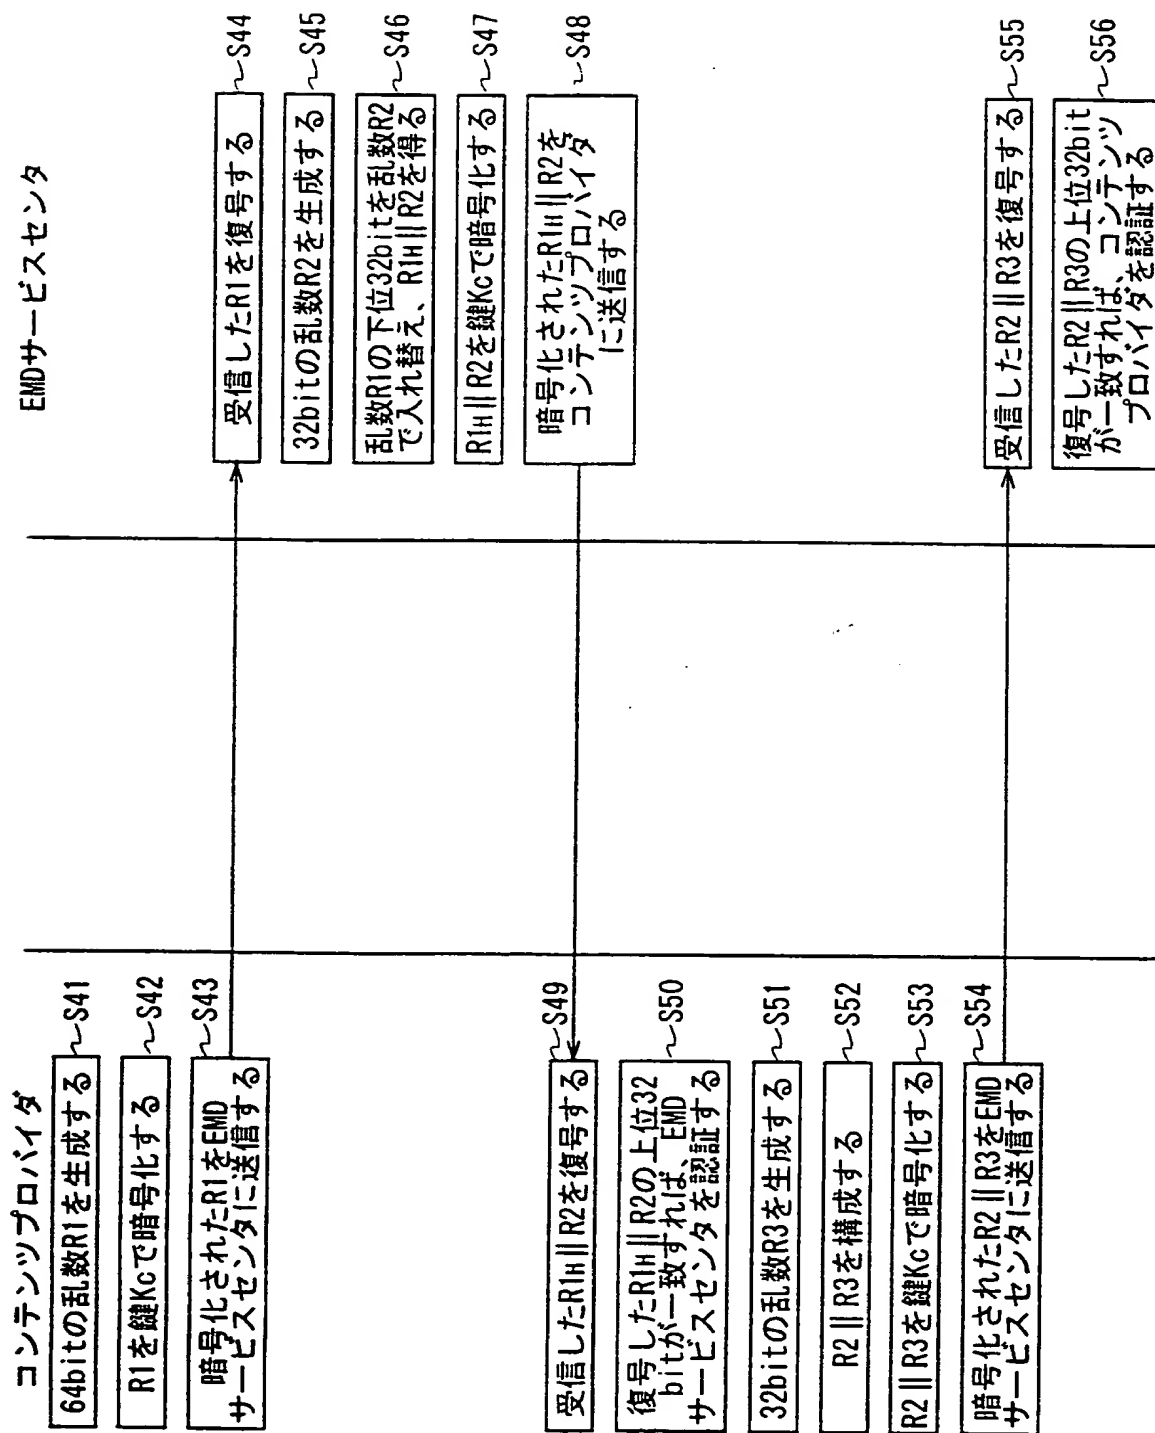 コンテンツプロバイダ
64bitの乱数R1を生成する
S41
R1を鍵Kcで暗号化する
S42
暗号化されたR1をEMD
サービスセンタに送信する
S43
EMDサービスセンタ
受信したR1を復号する
S44
32bitの乱数R2を生成する
S45
乱数R1の下位32bitを乱数R2
で入れ替え、R1H||R2を得る
S46
R1H||R2を鍵Kcで暗号化する
S47
暗号化されたR1H||R2を
コンテンツプロバイダ
に送信する
S48
受信したR1H||R2を復号する
S49
復号したR1H||R2の上位32
bitが一致すれば、EMD
サービスセンタを認証する
S50
32bitの乱数R3を生成する
S51
R2||R3を構成する
S52
R2||R3を鍵Kcで暗号化する
S53
暗号化されたR2||R3をEMD
サービスセンタに送信する
S54
受信したR2||R3を復号する
S55
復号したR2||R3の上位32bit
が一致すれば、コンテンツ
プロバイダを認証する
S56